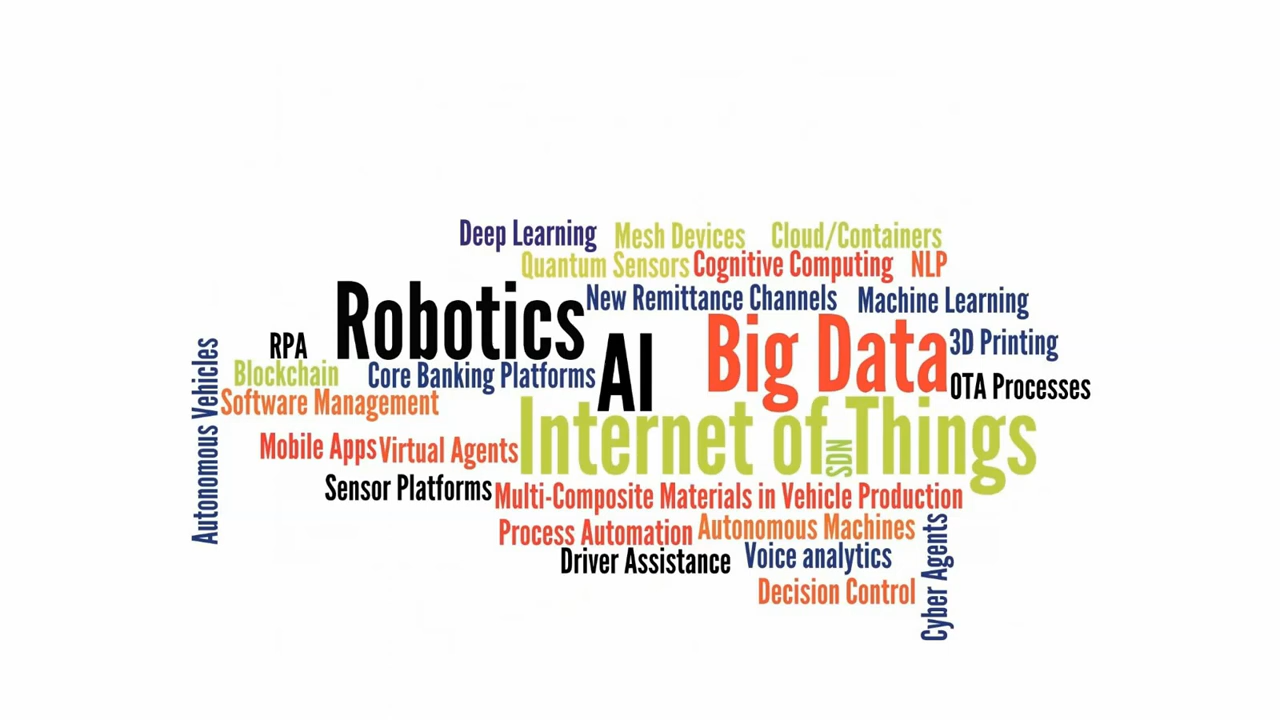 Deep Learning
Mesh Devices
Cloud/Containers
Quantum Sensors
Cognitive Computing
NLP
Robotics
New Remittance Channels
Machine Learning
RPA
AI
Big Data
3D Printing
Autonomous Vehicles
Blockchain
Core Banking Platforms
OTA Processes
Software Management
Internet of Things
SDN
Mobile Apps
Virtual Agents
Sensor Platforms
Multi-Composite Materials in Vehicle Production
Process Automation
Autonomous Machines
Driver Assistance
Voice analytics
Cyber Agents
Decision Control